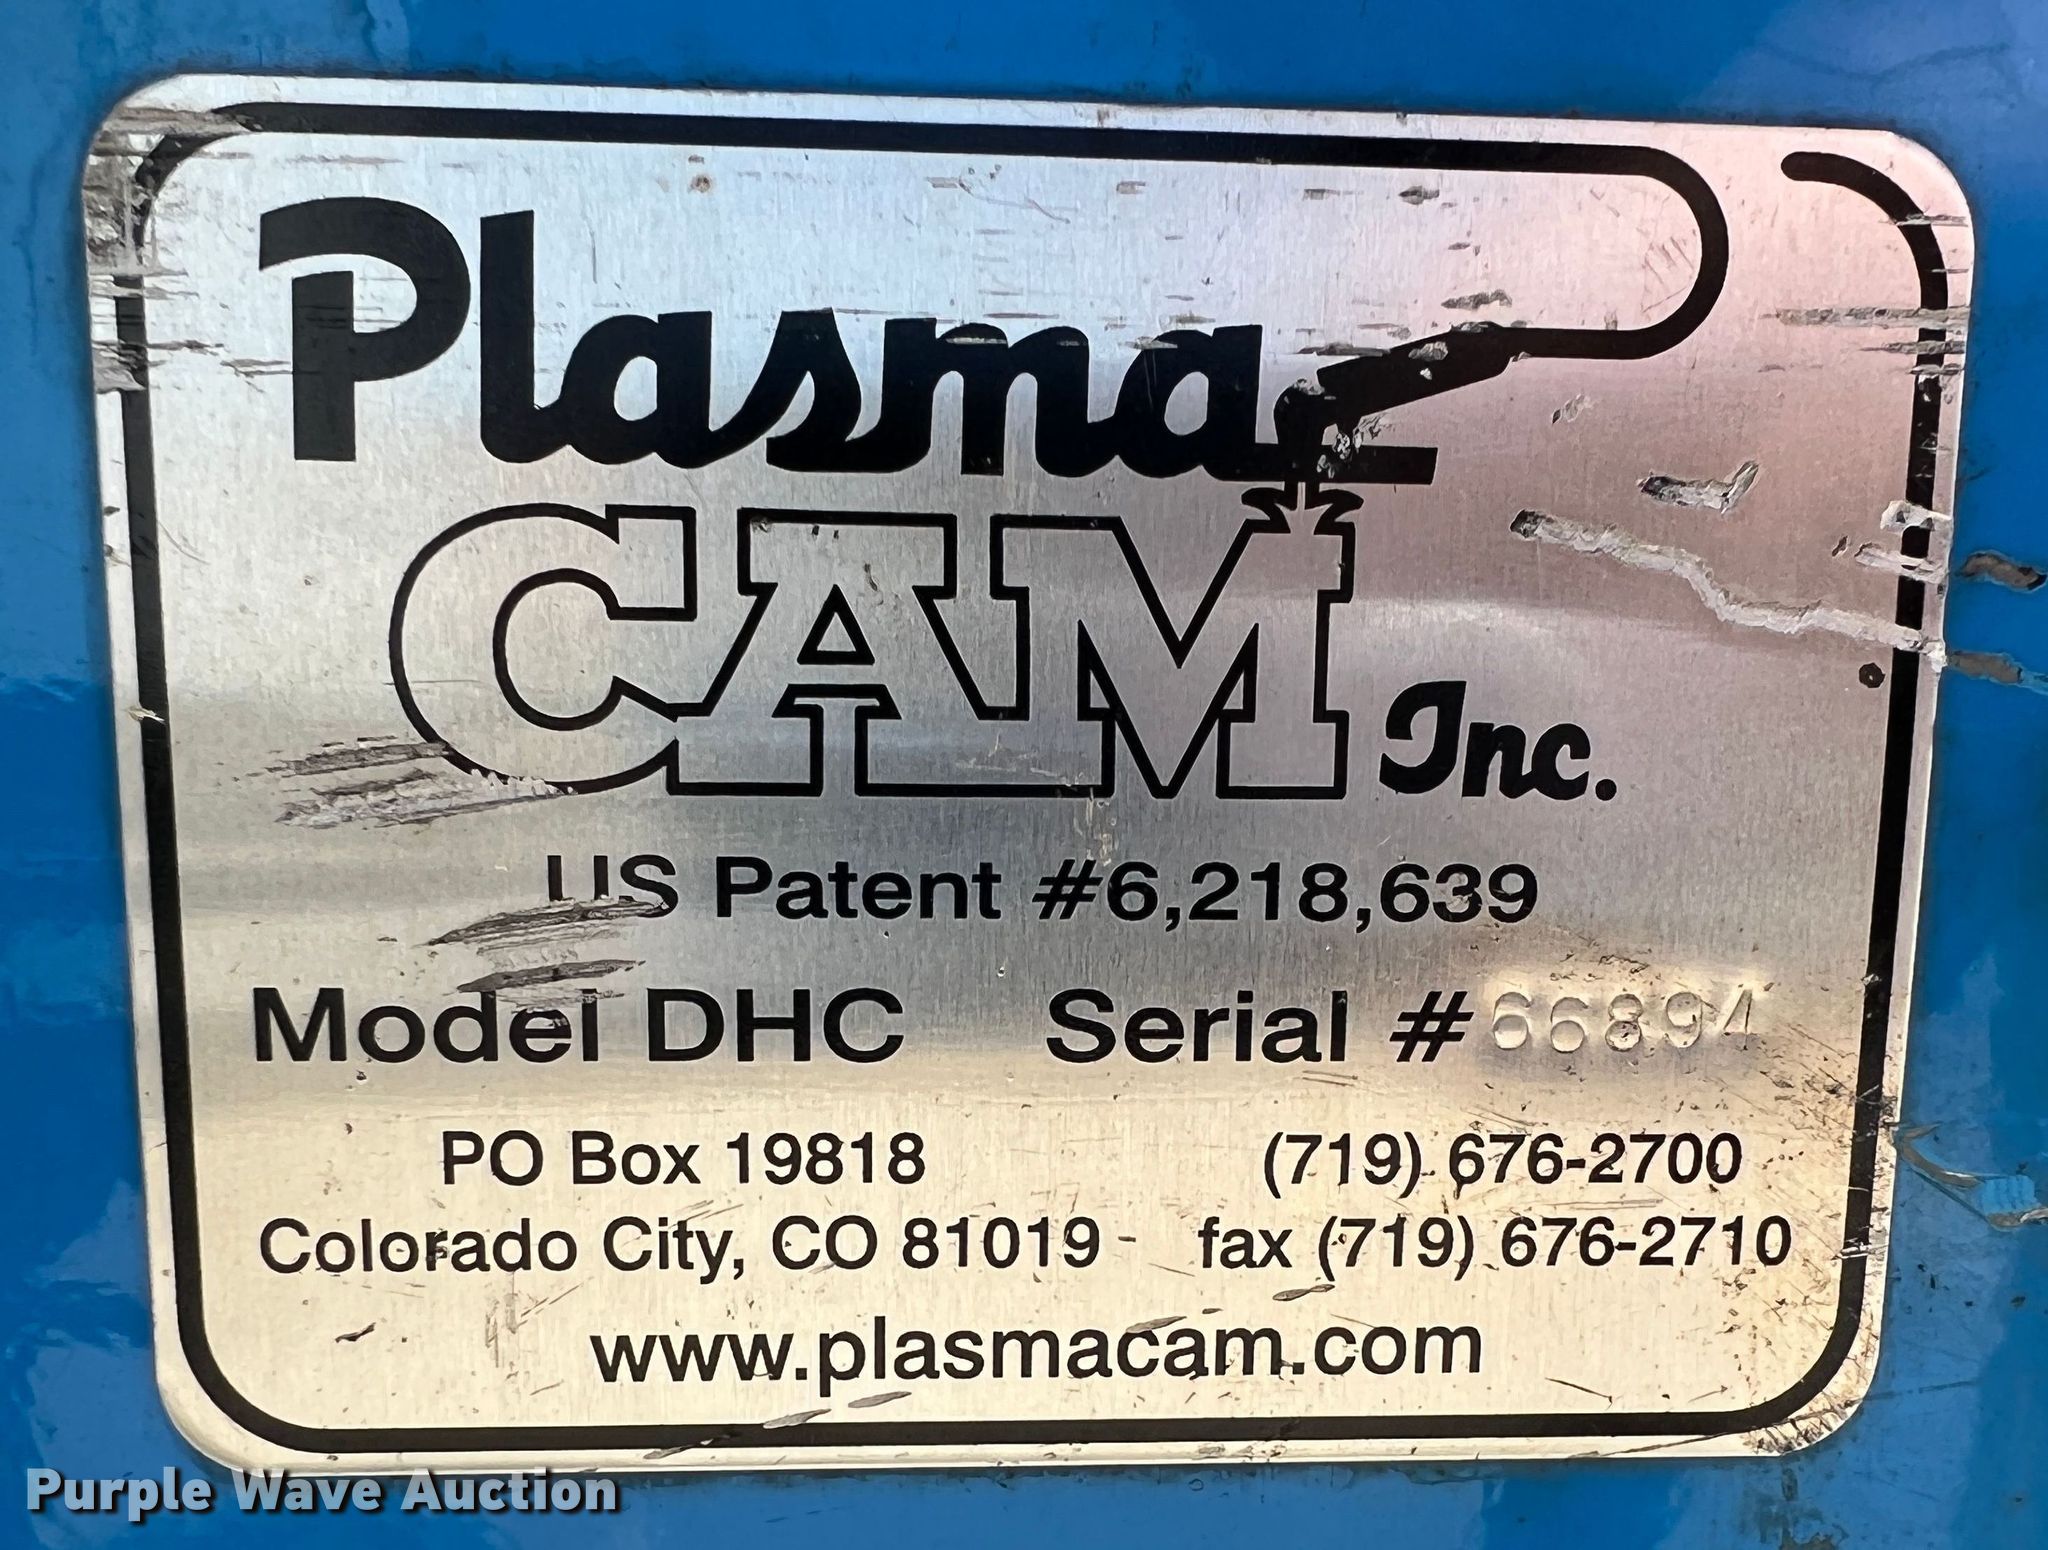 Plasma
CAM Inc.
US Patent #6,218,639
Model DHC Serial # 66894
PO Box 19818 (719) 676-2700
Colorado City, CO 81019 fax (719) 676-2710
www.plasmacam.com
Purple Wave Auction